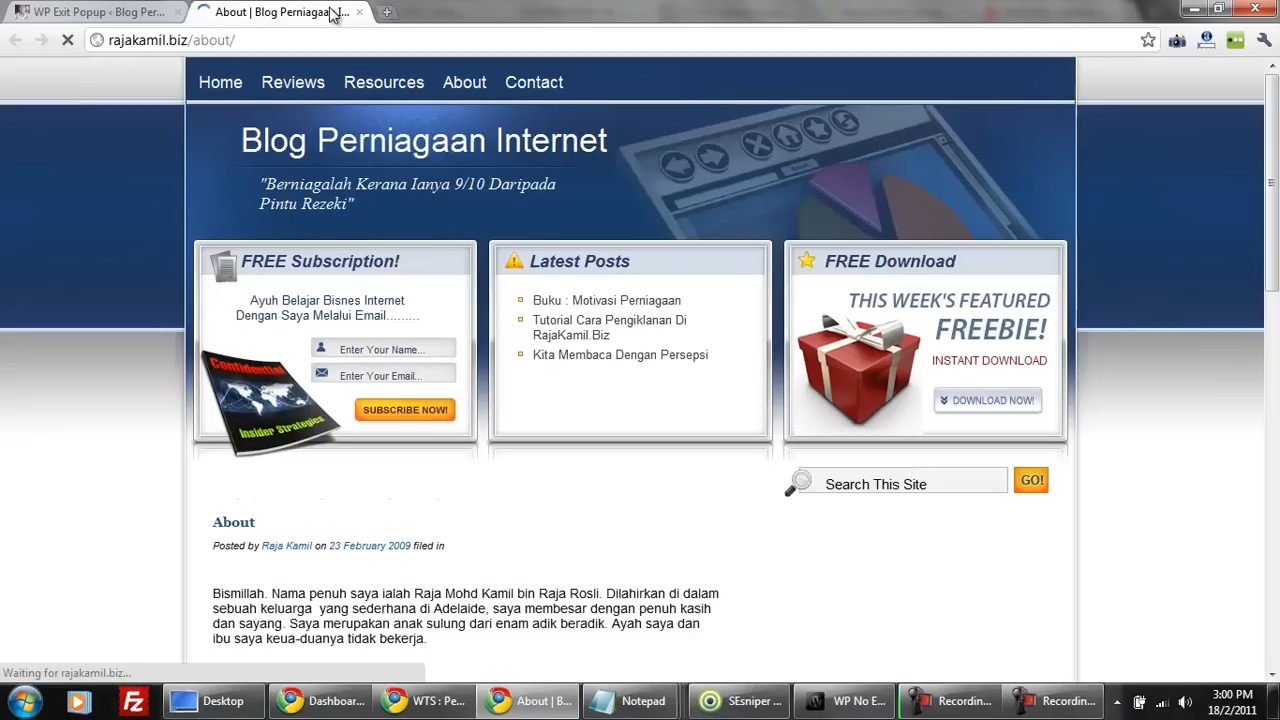 WP Exit Popup ‹ Blog Per...
About | Blog Perniagaan I...
rajakamil.biz/about/
Home Reviews Resources About Contact
Blog Perniagaan Internet
"Berniagalah Kerana Ianya 9/10 Daripada
Pintu Rezeki"
FREE Subscription!
Ayuh Belajar Bisnes Internet
Dengan Saya Melalui Email.........
Enter Your Name...
Enter Your Email...
SUBSCRIBE NOW!
Confidential
Insider Strategies
Latest Posts
Buku : Motivasi Perniagaan
Tutorial Cara Pengiklanan Di
RajaKamil.Biz
Kita Membaca Dengan Persepsi
FREE Download
THIS WEEK'S FEATURED
FREEBIE!
INSTANT DOWNLOAD
DOWNLOAD NOW!
Search This Site
GO!
About
Posted by Raja Kamil on 23 February 2009 filed in
Bismillah. Nama penuh saya ialah Raja Mohd Kamil bin Raja Rosli. Dilahirkan di dalam
sebuah keluarga yang sederhana di Adelaide, saya membesar dengan penuh kasih
dan sayang. Saya merupakan anak sulung dari enam adik beradik. Ayah saya dan
ibu saya keua-duanya tidak bekerja.
Waiting for rajakamil.biz...
Fz
Desktop
Dashboar...
WTS : Pe...
About | B...
Notepad
SEsniper ...
WP No E...
Recording...
Recording...
3:00 PM
18/2/2011